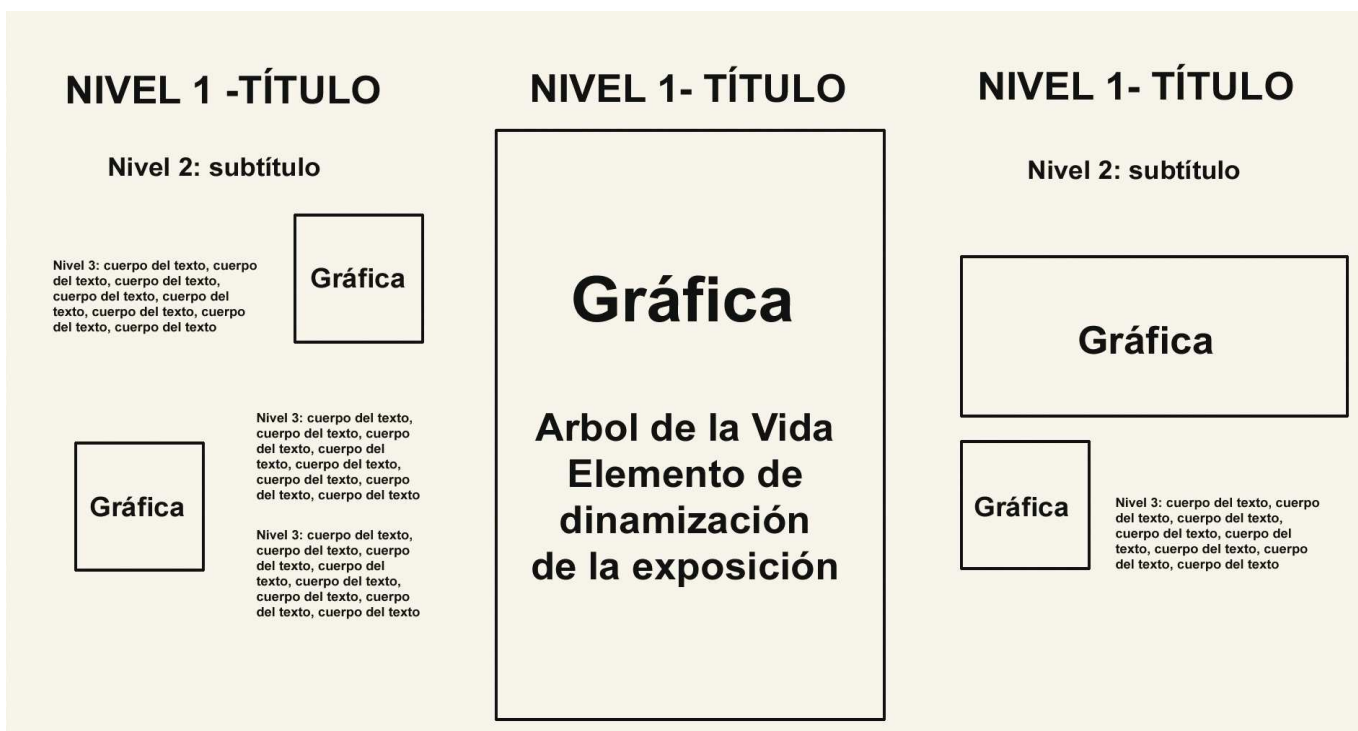 NIVEL 1 -TÍTULO
Nivel 2: subtítulo
Nivel 3: cuerpo del texto, cuerpo
del texto, cuerpo del texto,
cuerpo del texto, cuerpo del
texto, cuerpo del texto, cuerpo
del texto, cuerpo del texto
Gráfica
Gráfica
Nivel 3: cuerpo del texto,
cuerpo del texto, cuerpo
del texto, cuerpo del
texto, cuerpo del texto,
cuerpo del texto, cuerpo
del texto, cuerpo del texto
Nivel 3: cuerpo del texto,
cuerpo del texto, cuerpo
del texto, cuerpo del
texto, cuerpo del texto,
cuerpo del texto, cuerpo
del texto, cuerpo del texto
NIVEL 1- TÍTULO
Gráfica
Arbol de la Vida
Elemento de
dinamización
de la exposición
NIVEL 1- TÍTULO
Nivel 2: subtítulo
Gráfica
Gráfica
Nivel 3: cuerpo del texto, cuerpo
del texto, cuerpo del texto,
cuerpo del texto, cuerpo del
texto, cuerpo del texto, cuerpo
del texto, cuerpo del texto